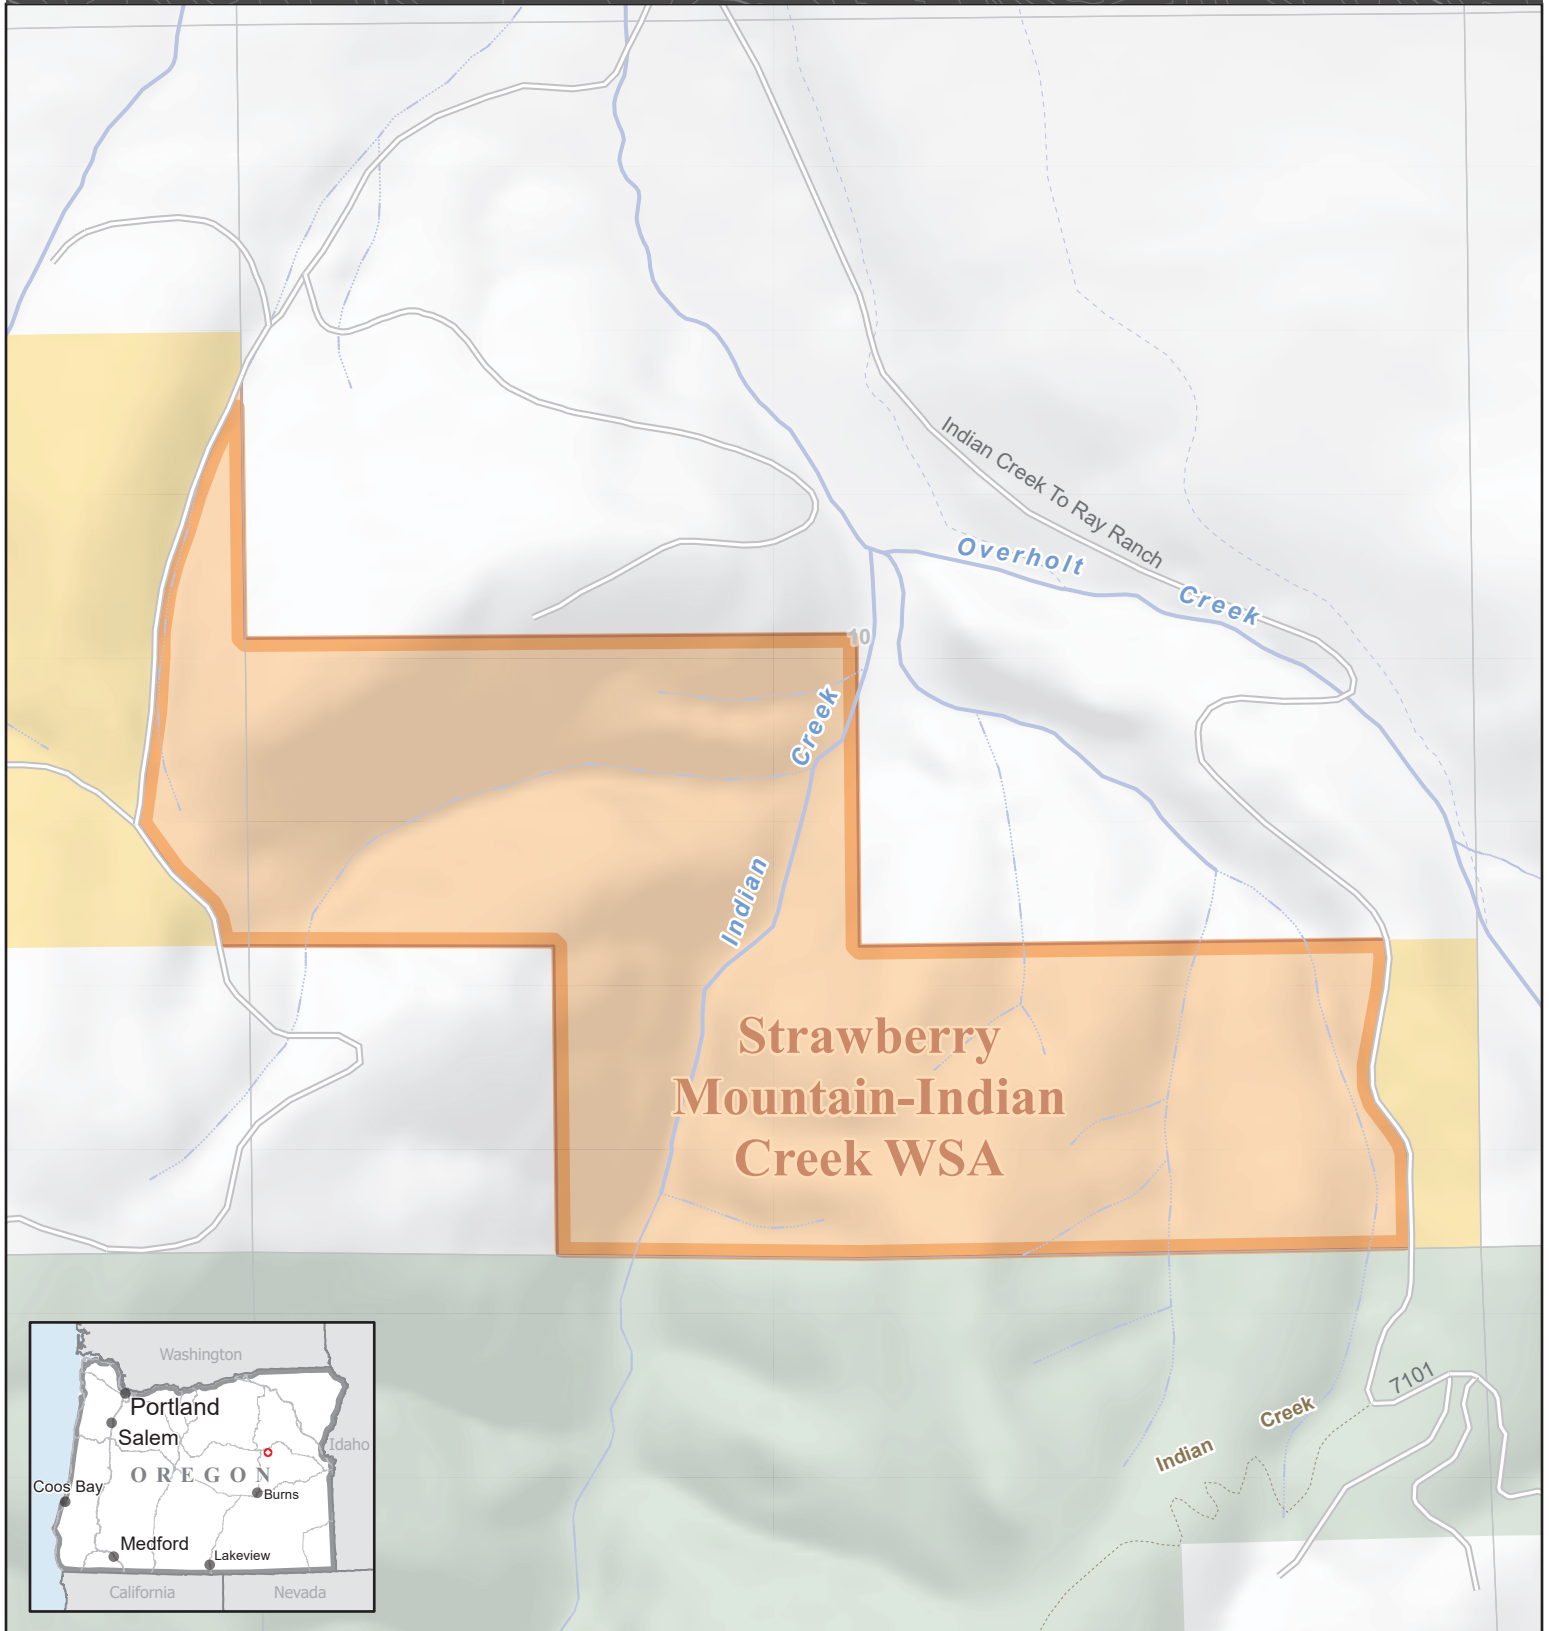 Indian Creek To Ray Ranch
Overholt
Creek
10
Creek
Indian
Strawberry
Mountain-Indian
Creek WSA
Washington
Portland
Salem
Idaho
OREGON
Coos Bay
Burns
Medford
Lakeview
California
Nevada
7101
Creek
Indian